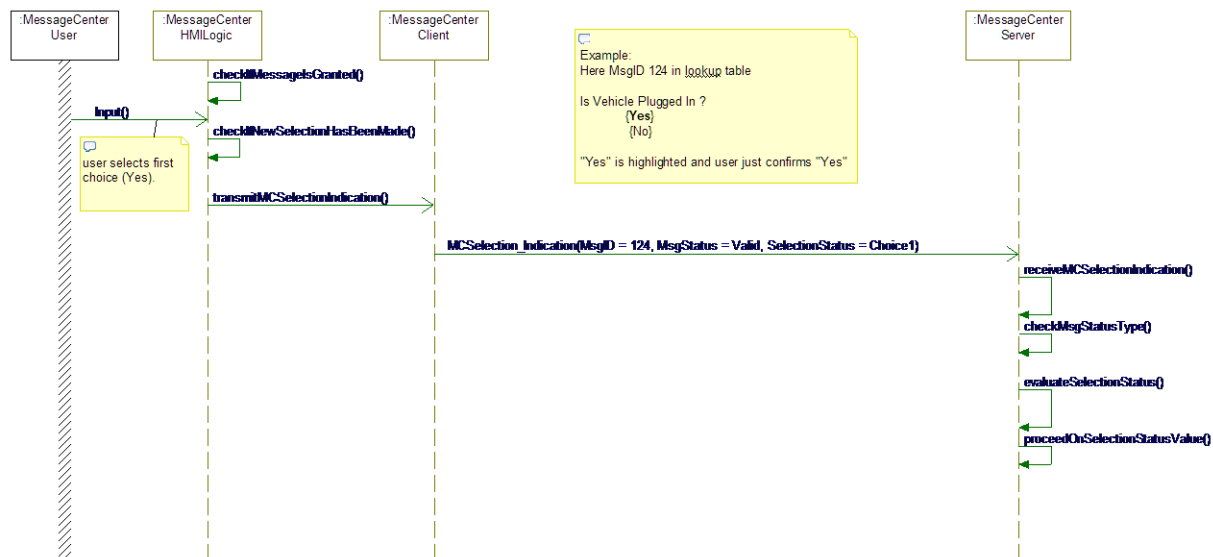 :MessageCenter
User
:MessageCenter
HMILogic
:MessageCenter
Client
:MessageCenter
Server
Example:
Here MsgID 124 in lookup table
Is Vehicle Plugged In ?
{Yes}
{No}
"Yes" is highlighted and user just confirms "Yes"
checkIfMessageIsGranted()
Input()
checkIfNewSelectionHasBeenMade()
user selects first
choice (Yes).
transmitMCSelectionIndication()
MCSelection_Indication(MsgID = 124, MsgStatus = Valid, SelectionStatus = Choice1)
receiveMCSelectionIndication()
checkMsgStatusType()
evaluateSelectionStatus()
proceedOnSelectionStatusValue()